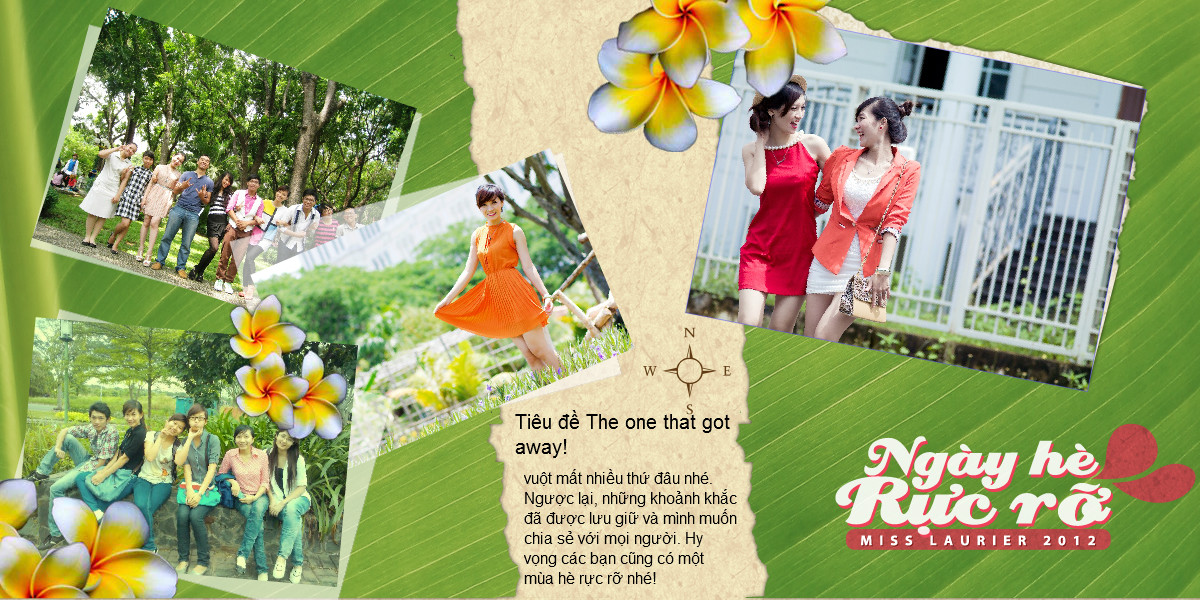 N
W E
S
Tiêu đề The one that got
away!
vuột mất nhiều thứ đâu nhé.
Ngược lại, những khoảnh khắc
đã được lưu giữ và mình muốn
chia sẻ với mọi người. Hy
vọng các bạn cũng có một
mùa hè rực rỡ nhé!
Ngày hè
Rực rỡ
MISS LAURIER 2012